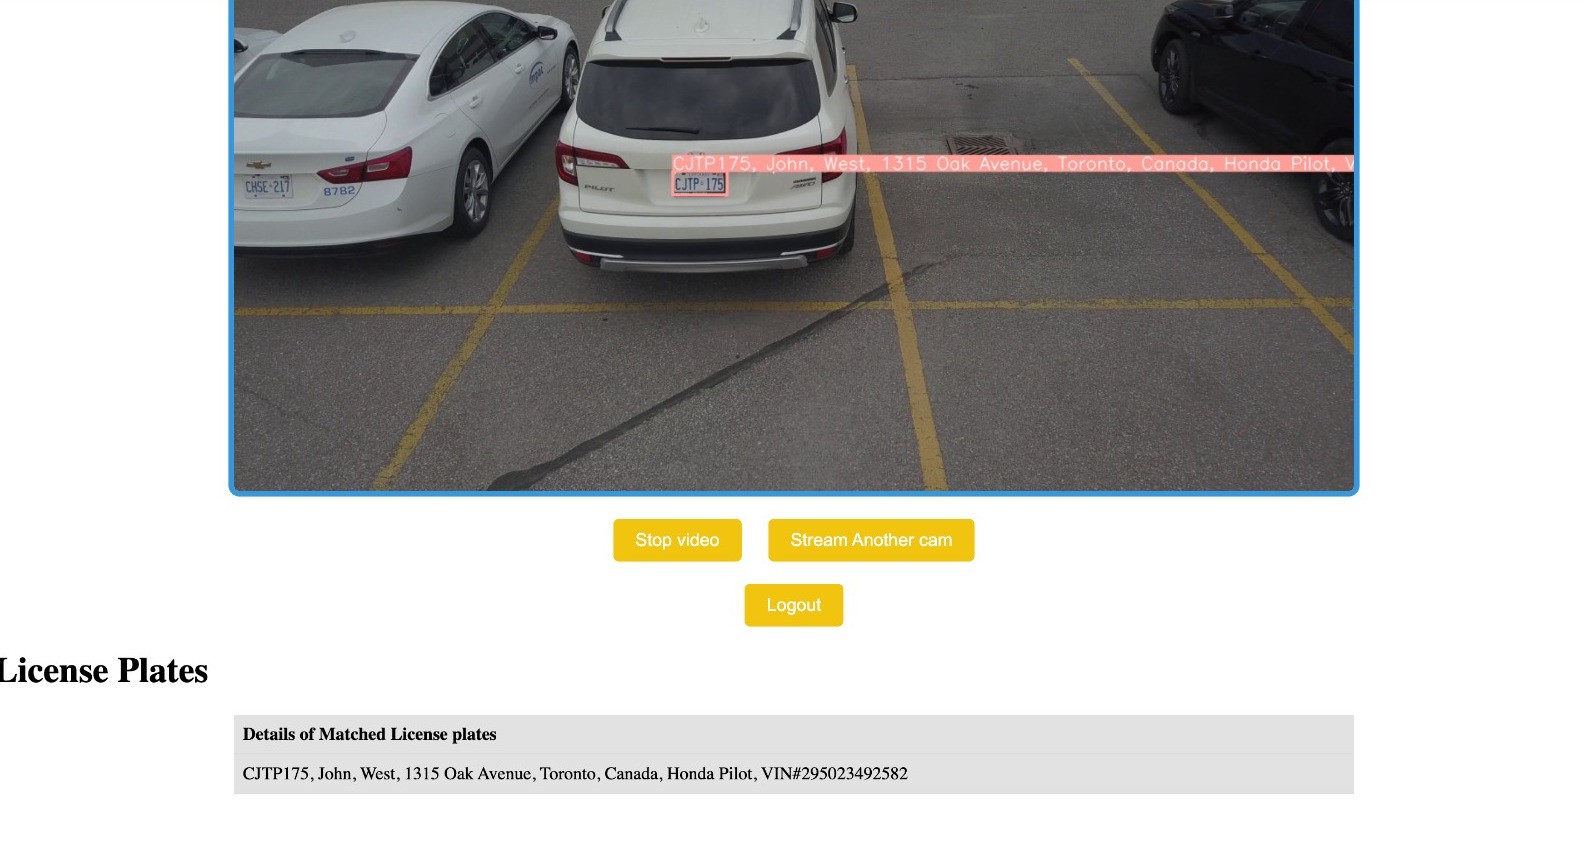 CJTP175, John, West, 1315 Oak Avenue, Toronto, Canada, Honda Pilot, V
CHSE·217
8782
PILOT
CJTP·175
AWD
Stop video
Stream Another cam
Logout
License Plates
Details of Matched License plates
CJTP175, John, West, 1315 Oak Avenue, Toronto, Canada, Honda Pilot, VIN#295023492582